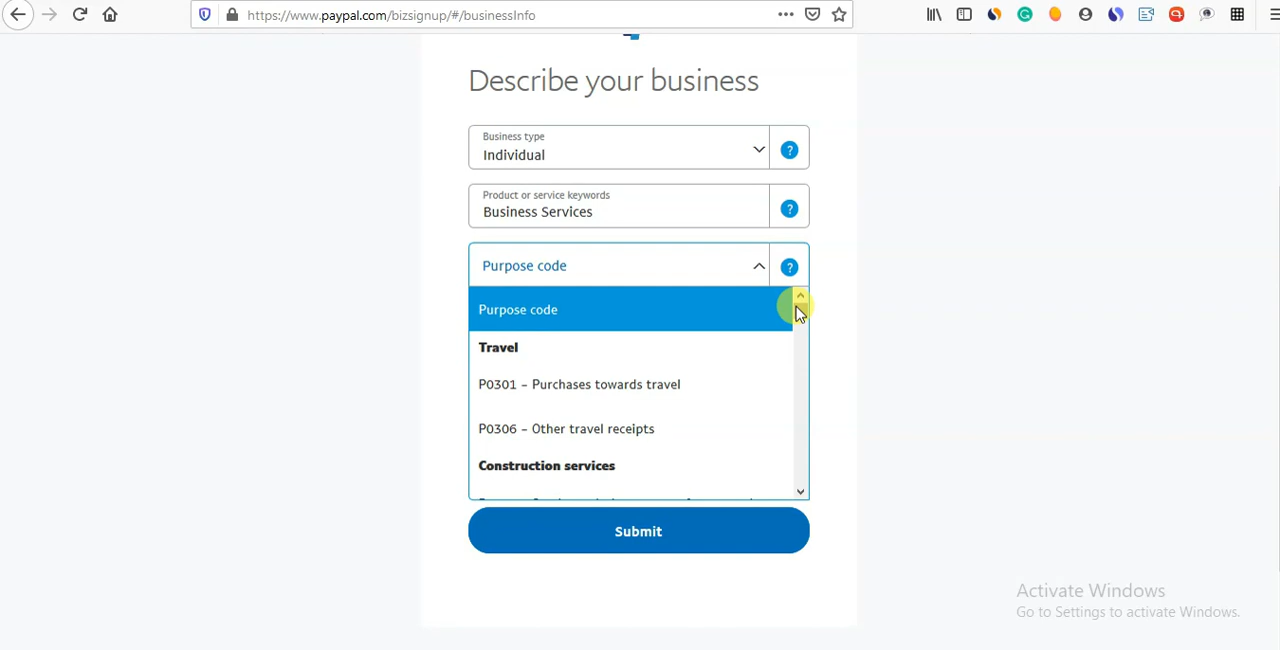 https://www.paypal.com/bizsignup/#/businessInfo
Describe your business
Business type
Individual
?
Product or service keywords
Business Services
?
Purpose code
?
Purpose code
Travel
P0301 – Purchases towards travel
P0306 – Other travel receipts
Construction services
Submit
Activate Windows
Go to Settings to activate Windows.